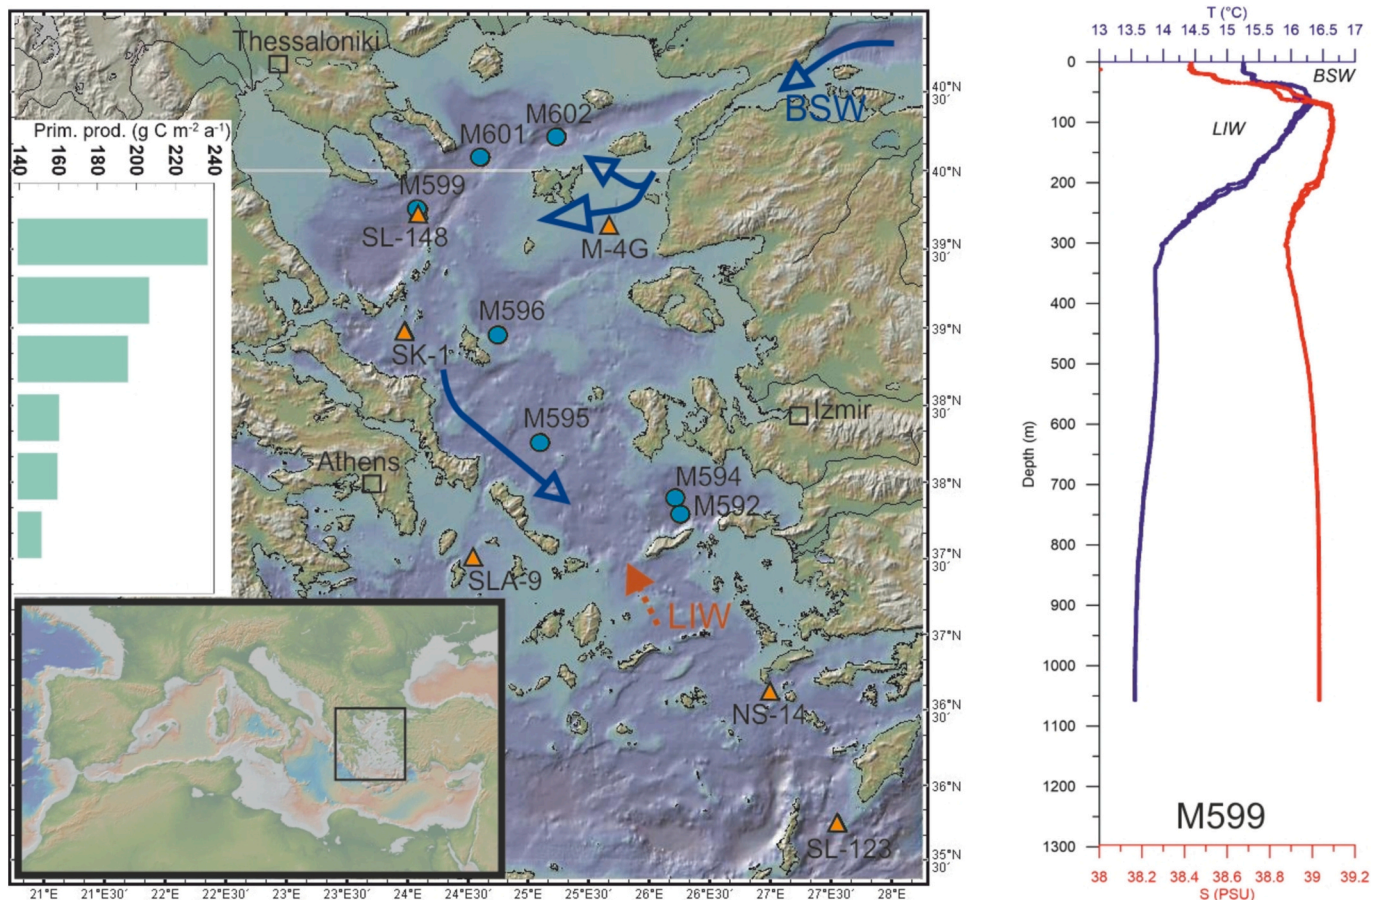 Thessaloniki
BSW
M602
M601
M599
SL-148
M-4G
M596
SK-1
M595
Izmir
Athens
M594
M592
SLA-9
LIW
NS-14
SL-123
Prim. prod. (g C m⁻² a⁻¹)
140 160 180 200 220 240
40°N
30´
40°N
39°N
30´
39°N
38°N
30´
38°N
37°N
30´
37°N
36°N
30´
36°N
35°N
30´
21°E 21°E30´ 22°E 22°E30´ 23°E 23°E30´ 24°E 24°E30´ 25°E 25°E30´ 26°E 26°E30´ 27°E 27°E30´ 28°E
T (°C)
13 13.5 14 14.5 15 15.5 16 16.5 17
BSW
LIW
Depth (m)
0
100
200
300
400
500
600
700
800
900
1000
1100
1200
1300
M599
38 38.2 38.4 38.6 38.8 39 39.2
S (PSU)